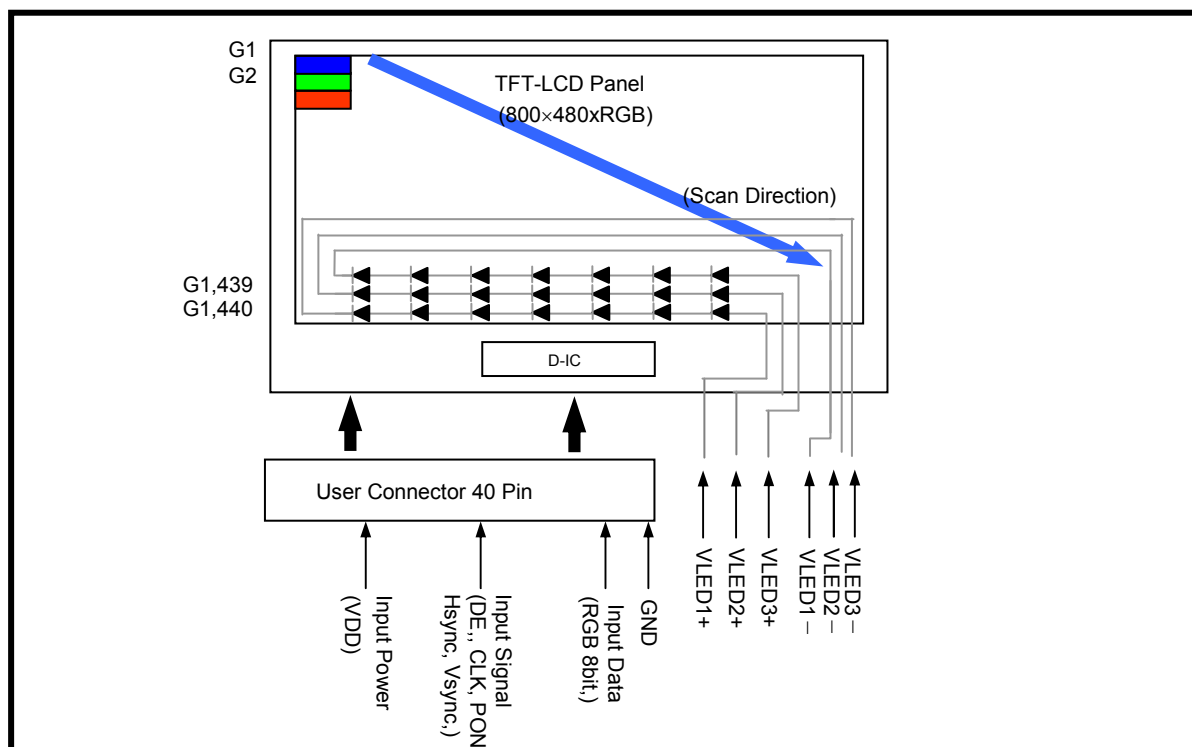 G1
G2
TFT-LCD Panel
(800×480xRGB)
(Scan Direction)
G1,439
G1,440
D-IC
User Connector 40 Pin
Input Power
(VDD)
Input Signal
(DE,, CLK, PON
Hsync, Vsync,)
Input Data
(RGB 8bit,)
GND
VLED1+
VLED2+
VLED3+
VLED1 –
VLED2 –
VLED3 –